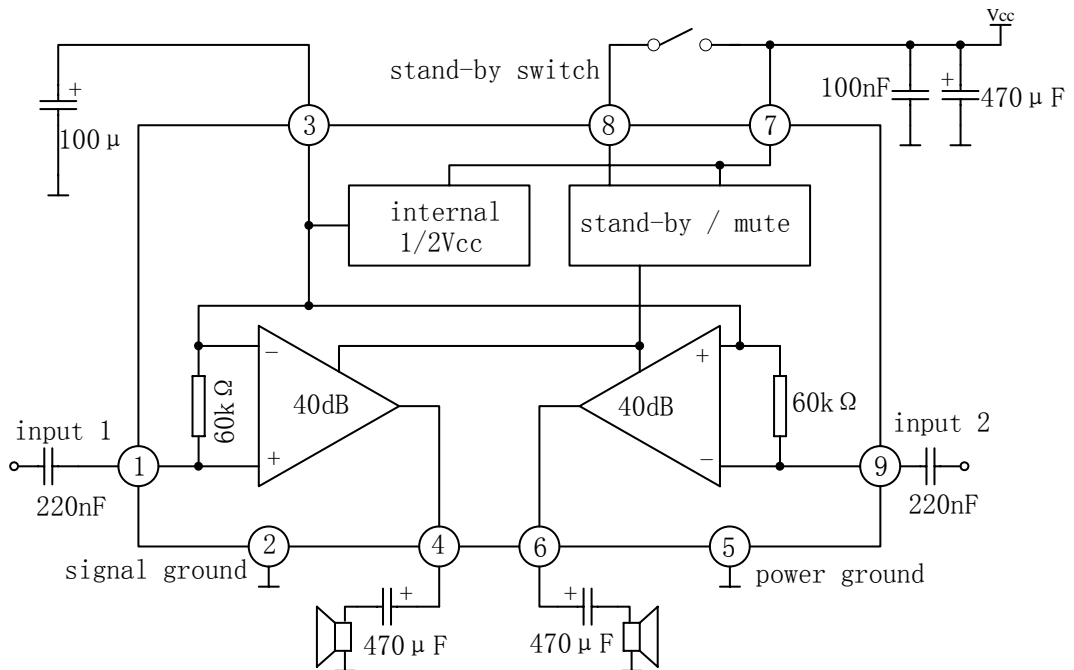 Vcc
+
stand-by switch
100nF
+
470μF
100μ
3
8
7
internal
1/2Vcc
stand-by / mute
−
+
40dB
40dB
60kΩ
60kΩ
input 1
input 2
+
−
1
9
220nF
220nF
2
4
6
5
signal ground
power ground
+
+
470μF
470μF